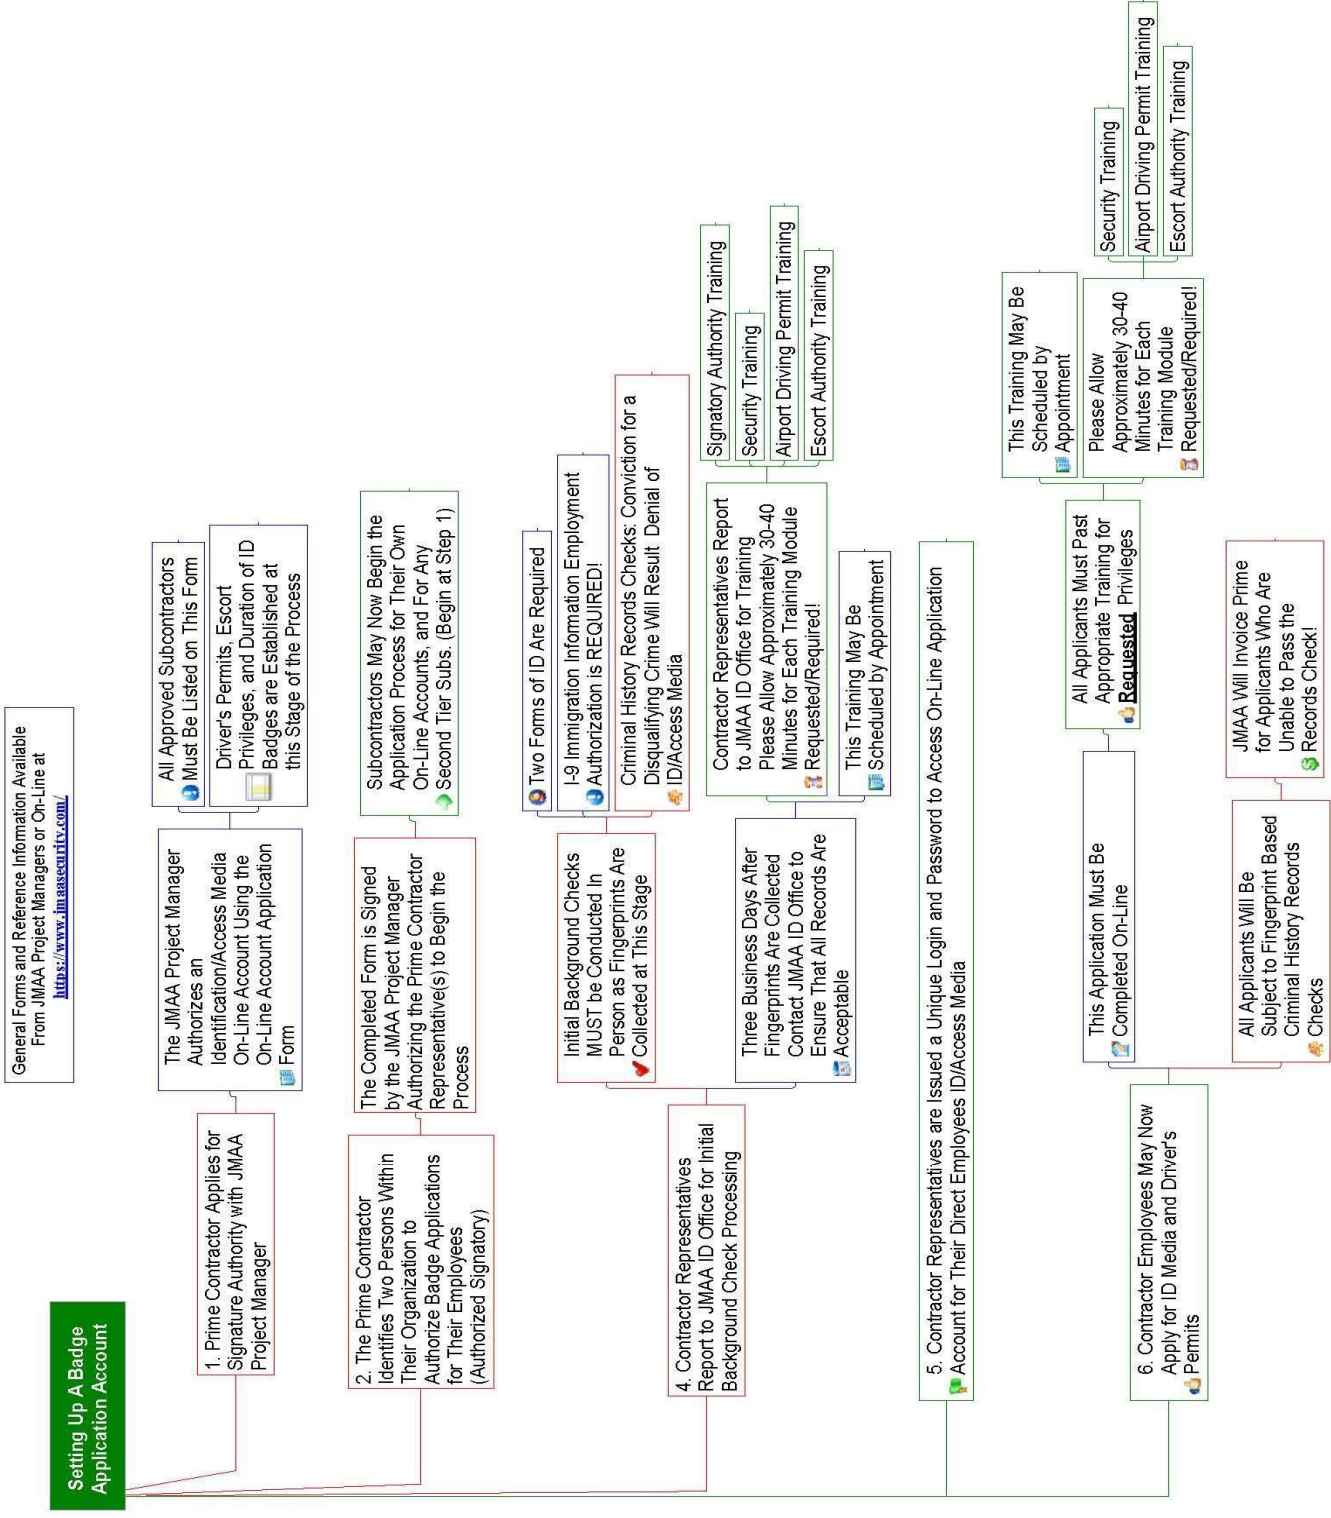 General Forms and Reference Information Available
From JMAA Project Managers or On-Line at
https://www.jmaasecurity.com/
Setting Up A Badge
Application Account
1. Prime Contractor Applies for
Signature Authority with JMAA
Project Manager
The JMAA Project Manager
Authorizes an
Identification/Access Media
On-Line Account Using the
On-Line Account Application
Form
All Approved Subcontractors
Must Be Listed on This Form
Driver's Permits, Escort
Privileges, and Duration of ID
Badges are Established at
this Stage of the Process
2. The Prime Contractor
Identifies Two Persons Within
Their Organization to
Authorize Badge Applications
for Their Employees
(Authorized Signatory)
The Completed Form is Signed
by the JMAA Project Manager
Authorizing the Prime Contractor
Representative(s) to Begin the
Process
Subcontractors May Now Begin the
Application Process for Their Own
On-Line Accounts, and For Any
Second Tier Subs. (Begin at Step 1)
4. Contractor Representatives
Report to JMAA ID Office for Initial
Background Check Processing
Initial Background Checks
MUST be Conducted In
Person as Fingerprints Are
Collected at This Stage
Two Forms of ID Are Required
I-9 Immigration Information Employment
Authorization is REQUIRED!
Criminal History Records Checks: Conviction for a
Disqualifying Crime Will Result Denial of
ID/Access Media
Three Business Days After
Fingerprints Are Collected
Contact JMAA ID Office to
Ensure That All Records Are
Acceptable
Contractor Representatives Report
to JMAA ID Office for Training
Please Allow Approximately 30-40
Minutes for Each Training Module
Requested/Required!
Signatory Authority Training
Security Training
Airport Driving Permit Training
Escort Authority Training
This Training May Be
Scheduled by Appointment
5. Contractor Representatives are Issued a Unique Login and Password to Access On-Line Application
Account for Their Direct Employees ID/Access Media
6. Contractor Employees May Now
Apply for ID Media and Driver's
Permits
This Application Must Be
Completed On-Line
All Applicants Must Past
Appropriate Training for
Requested Privileges
This Training May Be
Scheduled by
Appointment
Please Allow
Approximately 30-40
Minutes for Each
Training Module
Requested/Required!
Security Training
Airport Driving Permit Training
Escort Authority Training
All Applicants Will Be
Subject to Fingerprint Based
Criminal History Records
Checks
JMAA Will Invoice Prime
for Applicants Who Are
Unable to Pass the
Records Check!